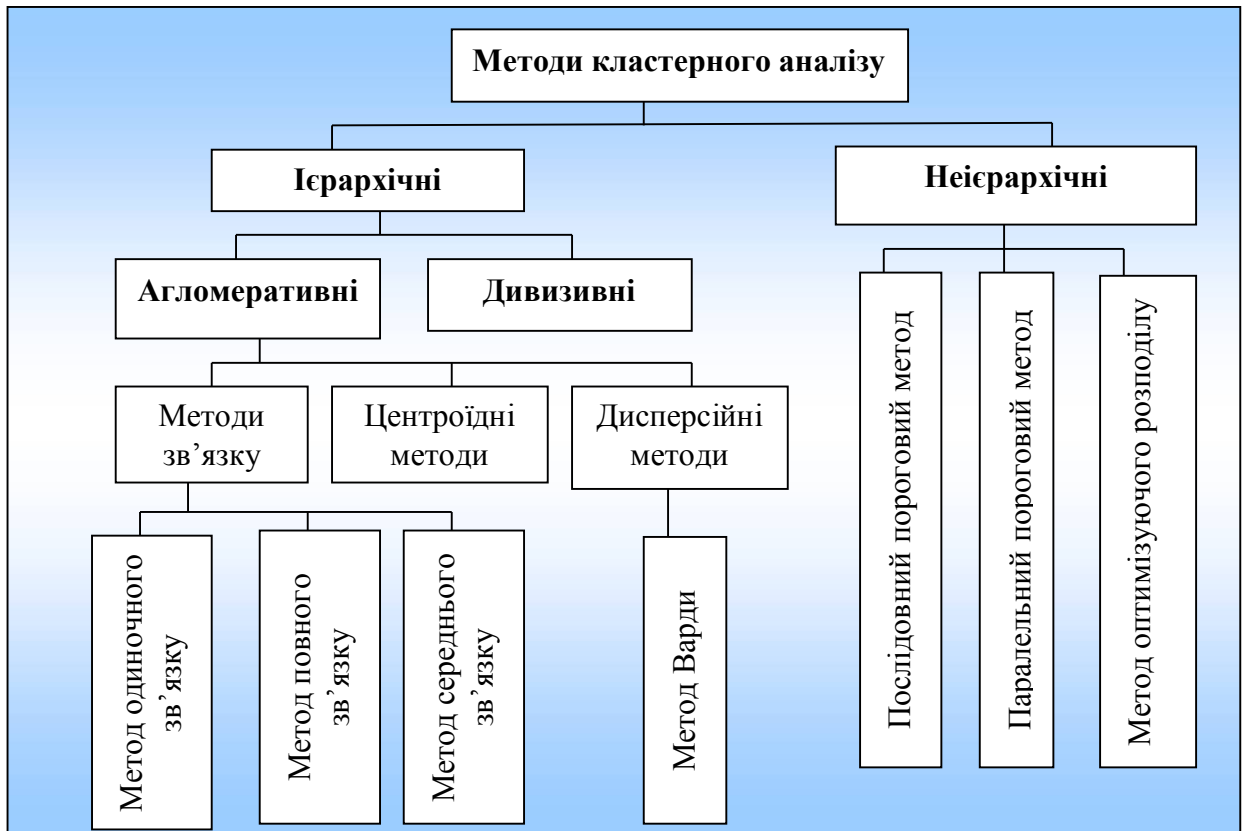 Методи кластерного аналізу
Ієрархічні
Неієрархічні
Агломеративні
Дивизивні
Методи
зв’язку
Центроїдні
методи
Дисперсійні
методи
Метод одиночного
зв’язку
Метод повного
зв’язку
Метод середнього
зв’язку
Метод Варди
Послідовний пороговий метод
Паралельний пороговий метод
Метод оптимізуючого розподілу